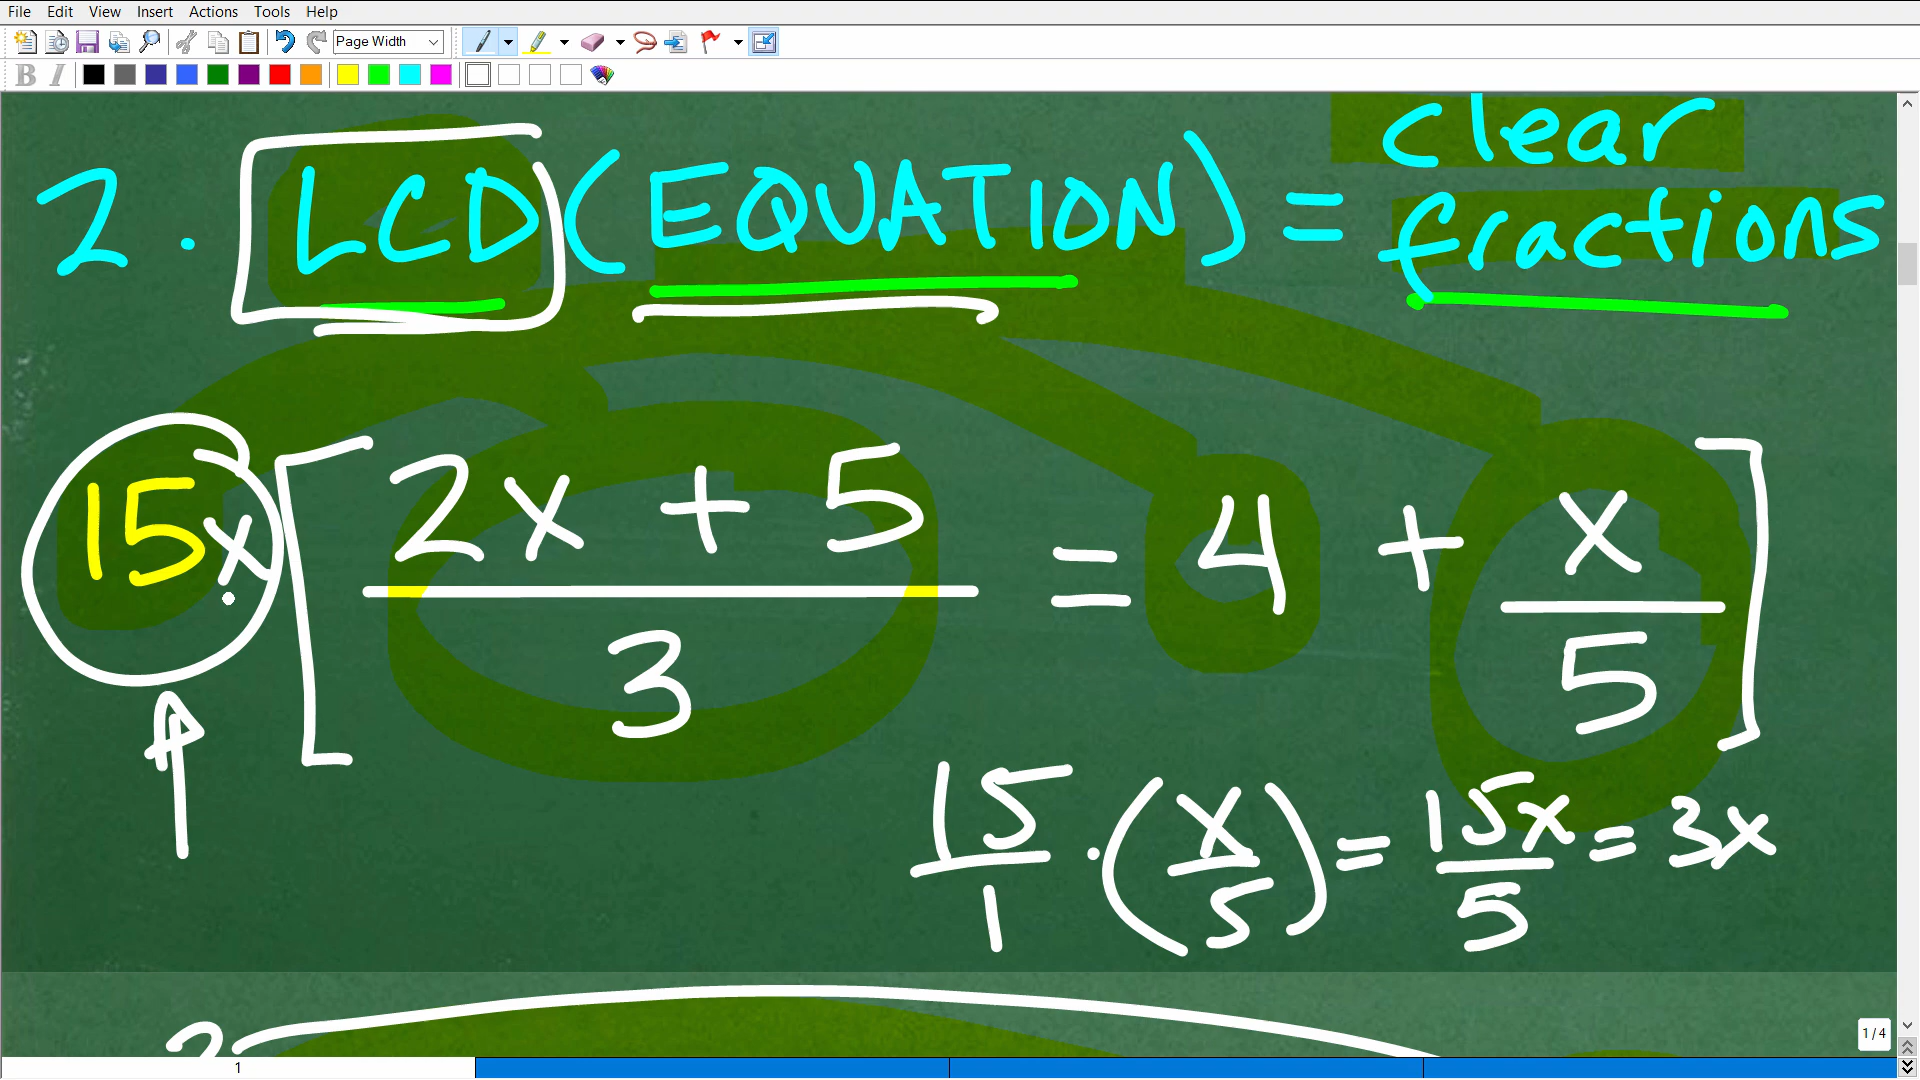 File Edit View Insert Actions Tools Help
Page Width
B I
clear
2. LCD (EQUATION) = fractions
15x [ 2x + 5 / 3 = 4 + x / 5 ]
15/1 · (x/5) = 15x/5 = 3x
1 / 4
1